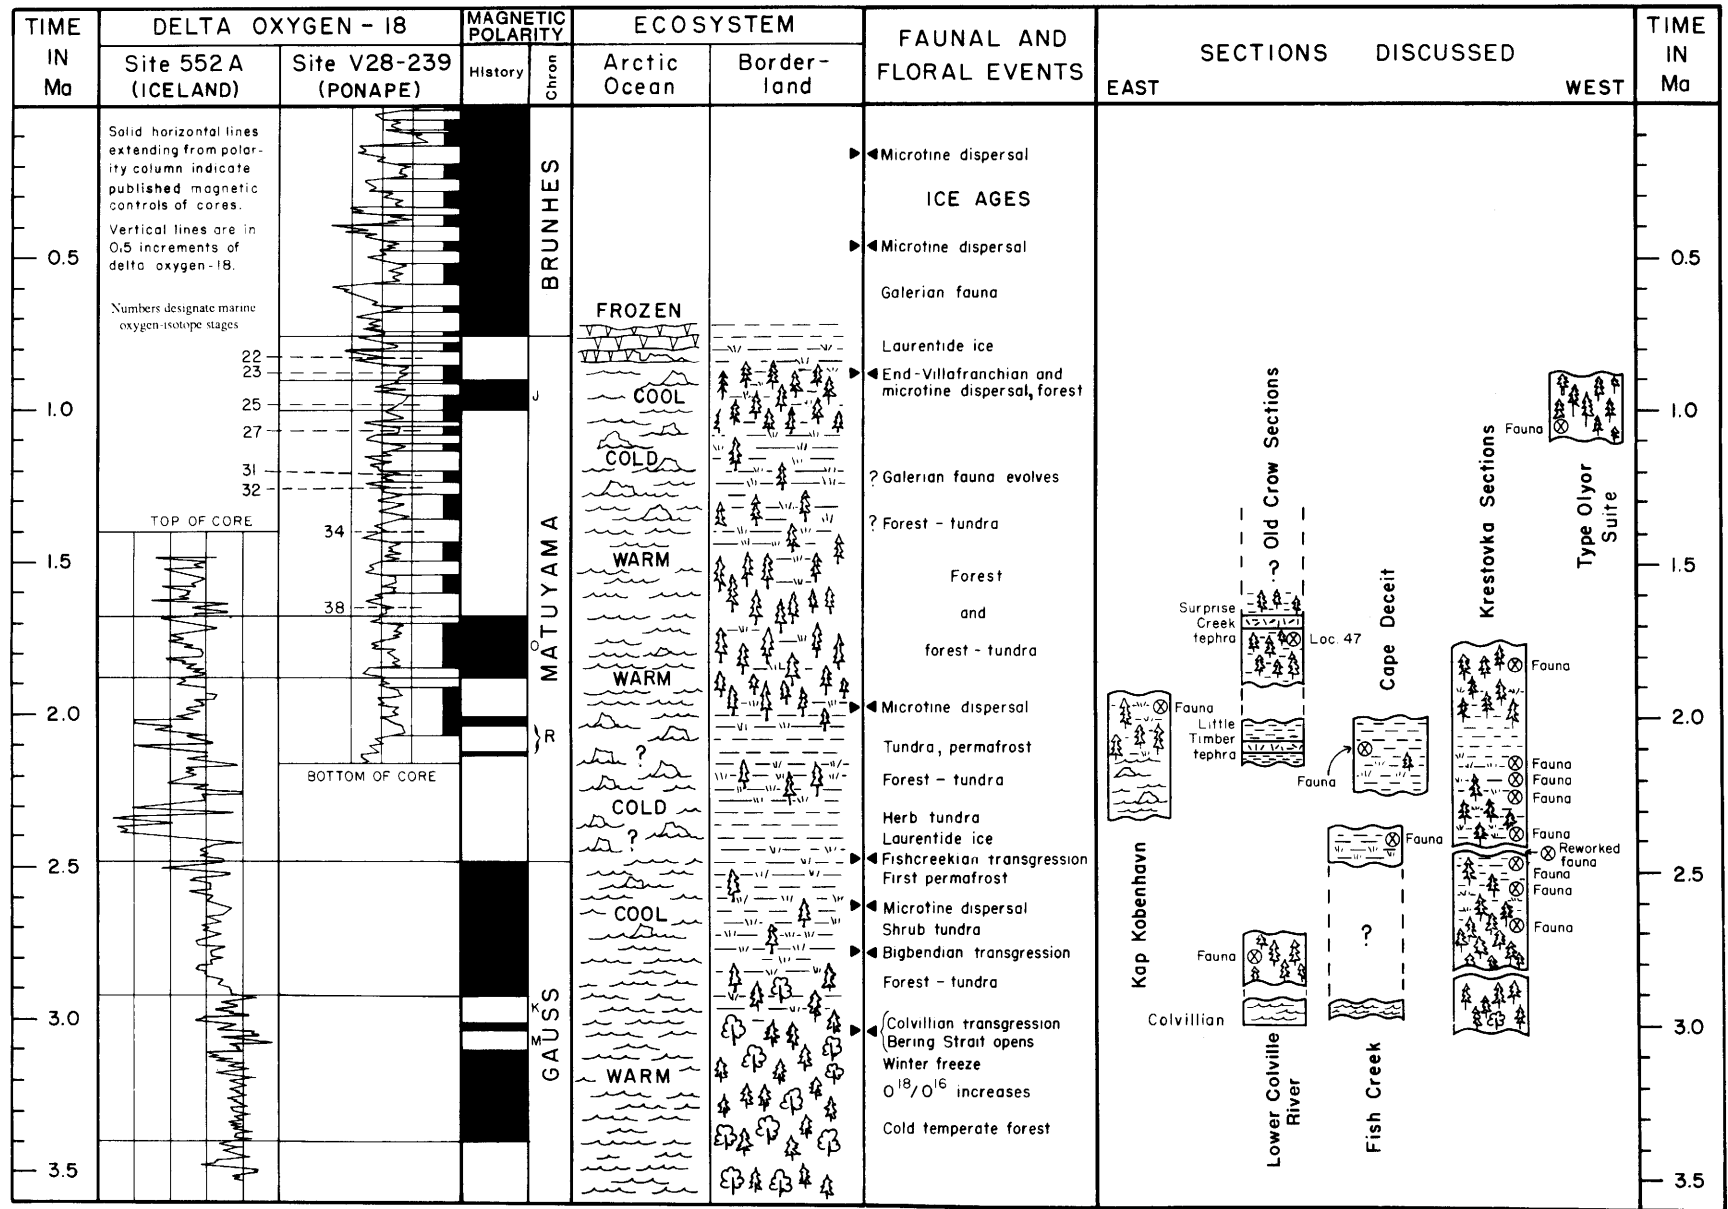 TIME
IN
Ma
DELTA OXYGEN - 18
Site 552 A
(ICELAND)
Site V28-239
(PONAPE)
MAGNETIC
POLARITY
History
Chron
ECOSYSTEM
Arctic
Ocean
Border-
land
FAUNAL AND
FLORAL EVENTS
SECTIONS DISCUSSED
EAST
WEST
TIME
IN
Ma
0.5
1.0
1.5
2.0
2.5
3.0
3.5
Solid horizontal lines
extending from polar-
ity column indicate
published magnetic
controls of cores.
Vertical lines are in
0.5 increments of
delta oxygen-18.
Numbers designate marine
oxygen-isotope stages
22
23
25
27
31
32
34
38
TOP OF CORE
BOTTOM OF CORE
BRUNHES
MATUYAMA
GAUSS
J
O
R
K
M
FROZEN
COOL
COLD
WARM
WARM
?
COLD
?
COOL
WARM
Microtine dispersal
ICE AGES
Microtine dispersal
Galerian fauna
Laurentide ice
End-Villafranchian and
microtine dispersal, forest
? Galerian fauna evolves
? Forest - tundra
Forest
and
forest - tundra
Microtine dispersal
Tundra, permafrost
Forest - tundra
Herb tundra
Laurentide ice
Fishcreekian transgression
First permafrost
Microtine dispersal
Shrub tundra
Bigbendian transgression
Forest - tundra
Colvillian transgression
Bering Strait opens
Winter freeze
O18/O16 increases
Cold temperate forest
Kap Kobenhavn
Fauna
? Old Crow Sections
Surprise
Creek
tephra
Loc. 47
Little
Timber
tephra
Fauna
Colvillian
Lower Colville
River
Cape Deceit
Fauna
Fauna
?
Fish Creek
Krestovka Sections
Fauna
Fauna
Fauna
Fauna
Fauna
Reworked
fauna
Fauna
Fauna
Fauna
Fauna
Type Olyor
Suite
0.5
1.0
1.5
2.0
2.5
3.0
3.5